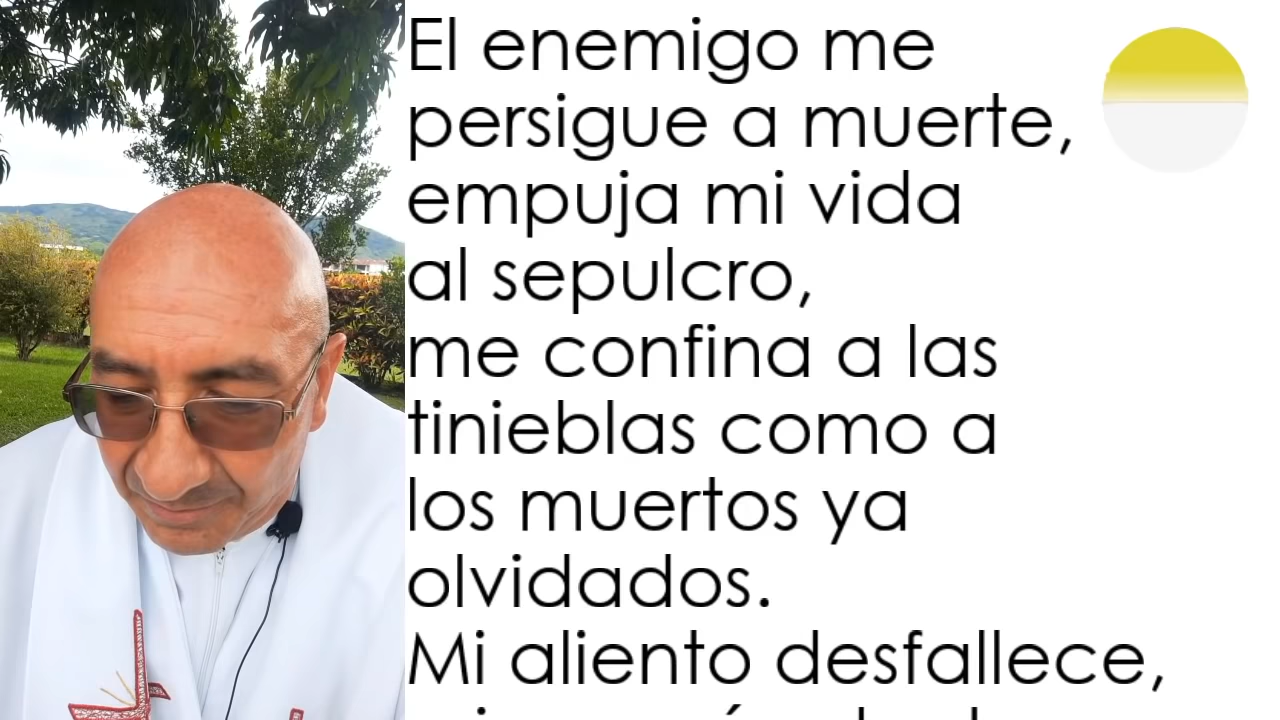 El enemigo me
persigue a muerte,
empuja mi vida
al sepulcro,
me confina a las
tinieblas como a
los muertos ya
olvidados.
Mi aliento desfallece,